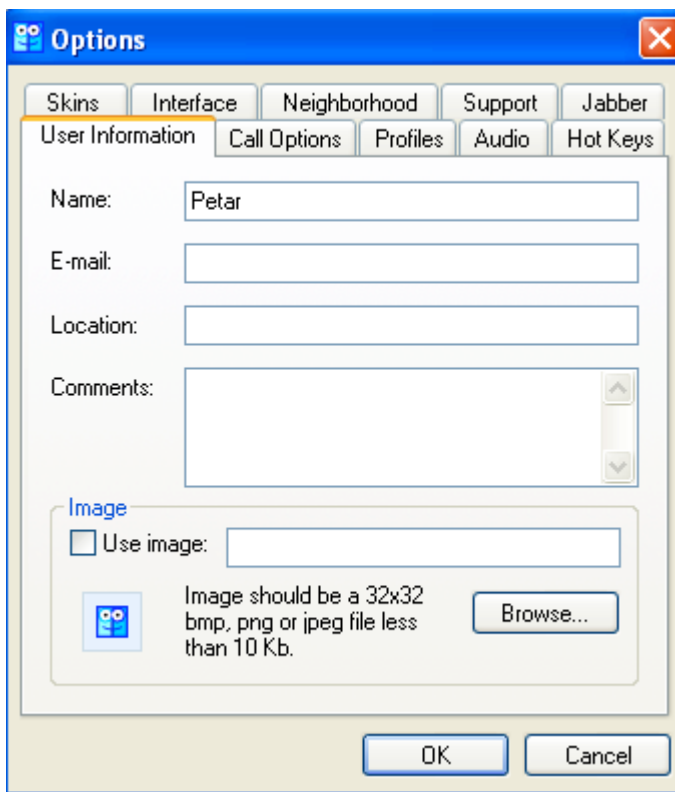 Options
Skins Interface Neighborhood Support Jabber
User Information Call Options Profiles Audio Hot Keys
Name: Petar
E-mail:
Location:
Comments:
Image
Use image:
Image should be a 32x32
bmp, png or jpeg file less
than 10 Kb.
Browse...
OK Cancel